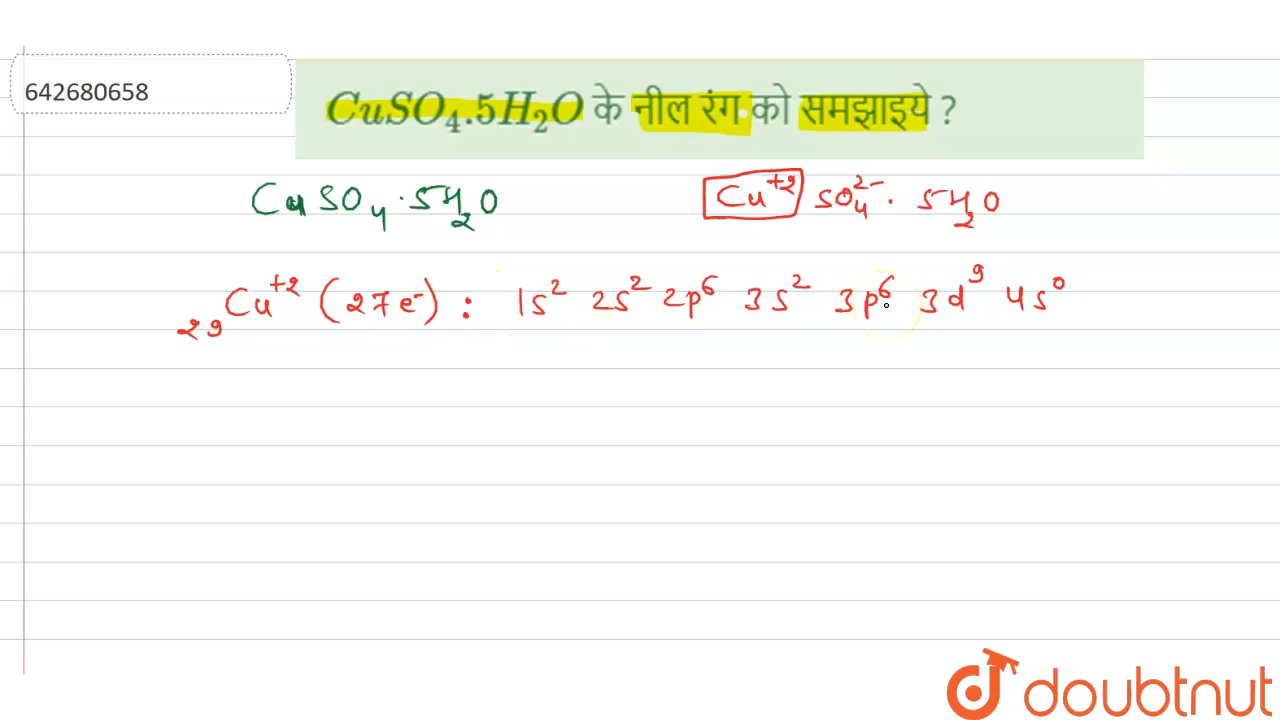 642680658
CuSO₄.5H₂O के नील रंग को समझाइये ?
CuSO₄·5H₂O Cu⁺² SO₄²⁻· 5H₂O
₂₉Cu⁺² (27e⁻) : 1s² 2s² 2p⁶ 3s² 3p⁶ 3d⁹ 4s⁰
doubtnut